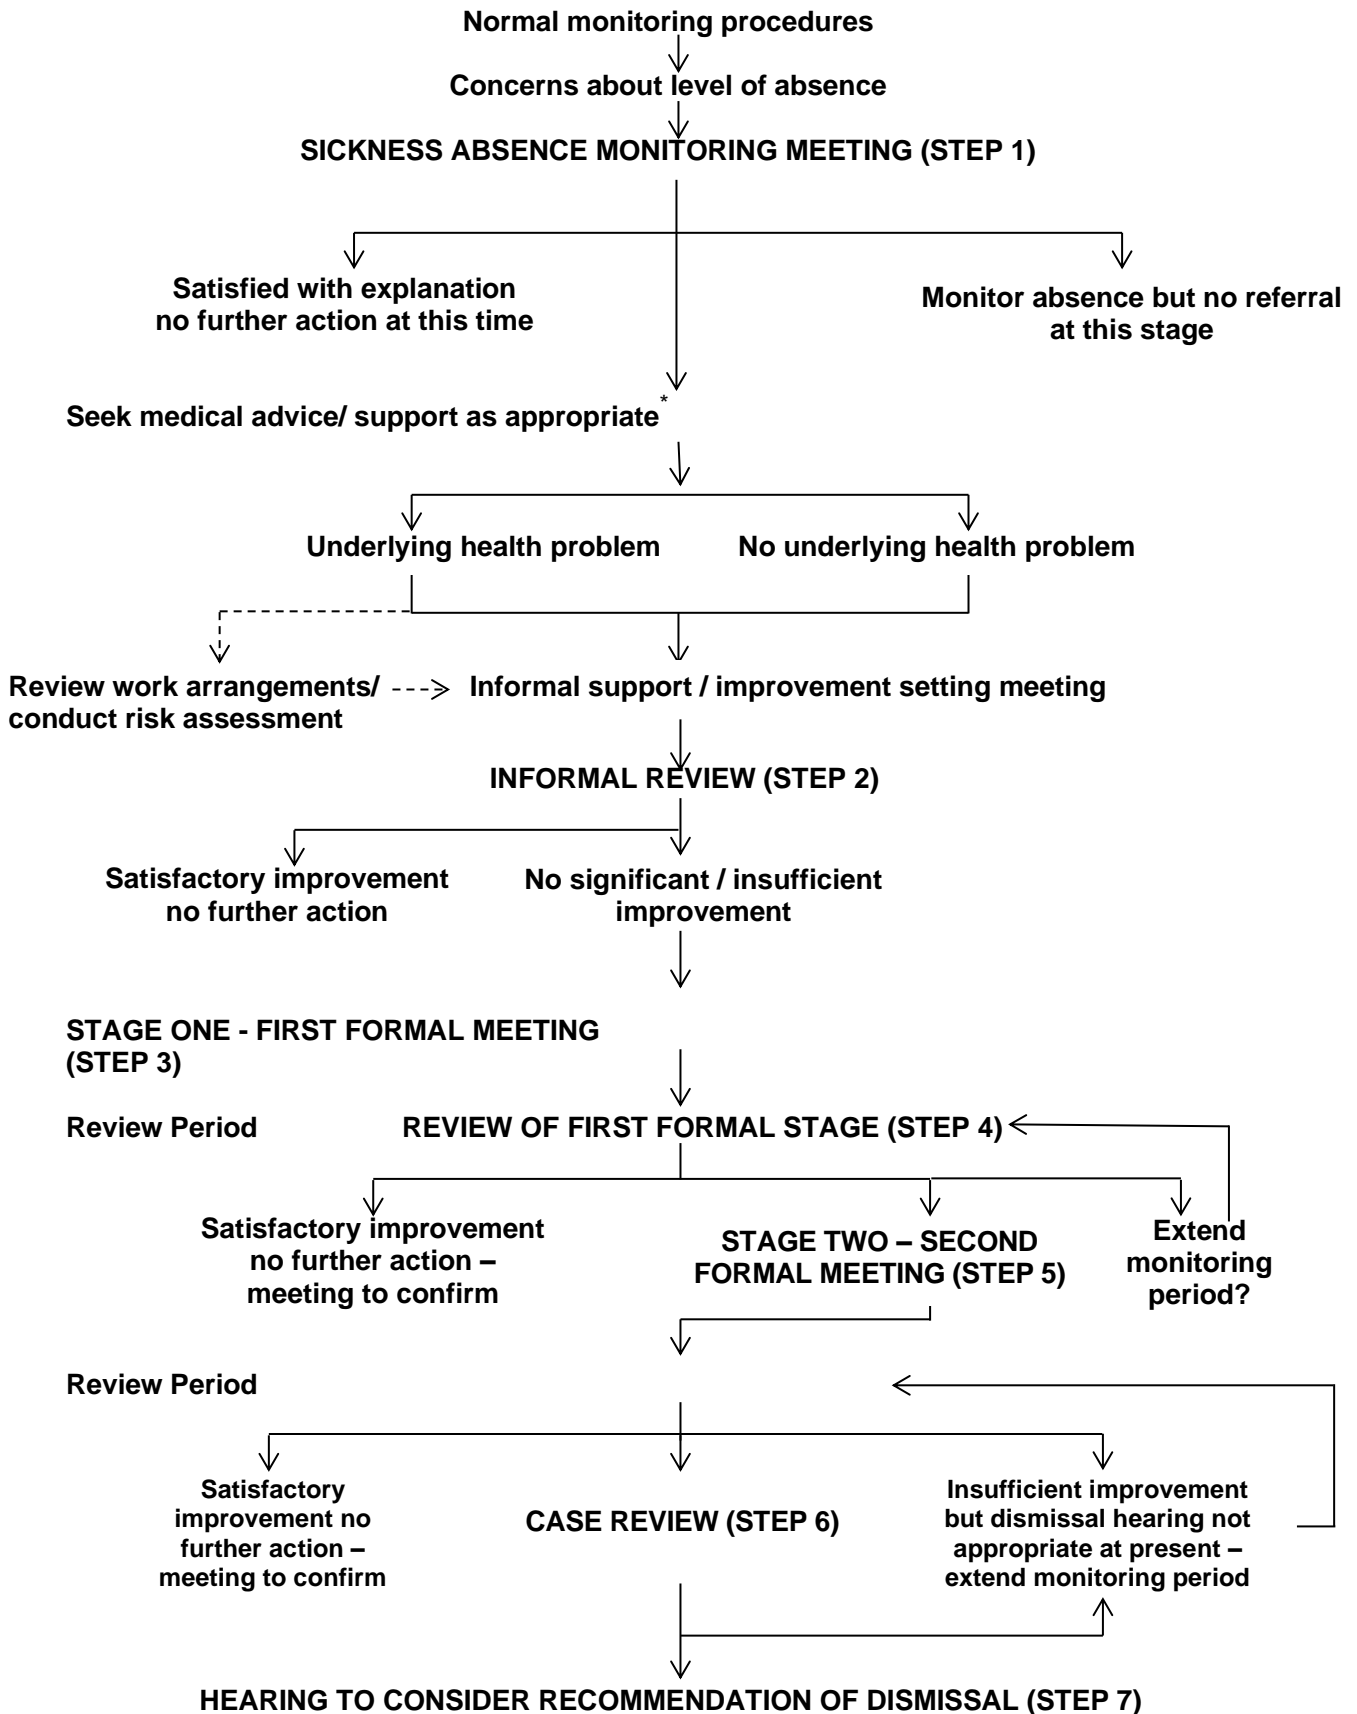 Normal monitoring procedures
Concerns about level of absence
SICKNESS ABSENCE MONITORING MEETING (STEP 1)
Satisfied with explanation
no further action at this time
Monitor absence but no referral
at this stage
Seek medical advice/ support as appropriate*
Underlying health problem
No underlying health problem
Review work arrangements/
conduct risk assessment
Informal support / improvement setting meeting
INFORMAL REVIEW (STEP 2)
Satisfactory improvement
no further action
No significant / insufficient
improvement
STAGE ONE - FIRST FORMAL MEETING
(STEP 3)
Review Period
REVIEW OF FIRST FORMAL STAGE (STEP 4)
Satisfactory improvement
no further action –
meeting to confirm
STAGE TWO – SECOND
FORMAL MEETING (STEP 5)
Extend
monitoring
period?
Review Period
Satisfactory
improvement no
further action –
meeting to confirm
CASE REVIEW (STEP 6)
Insufficient improvement
but dismissal hearing not
appropriate at present –
extend monitoring period
HEARING TO CONSIDER RECOMMENDATION OF DISMISSAL (STEP 7)